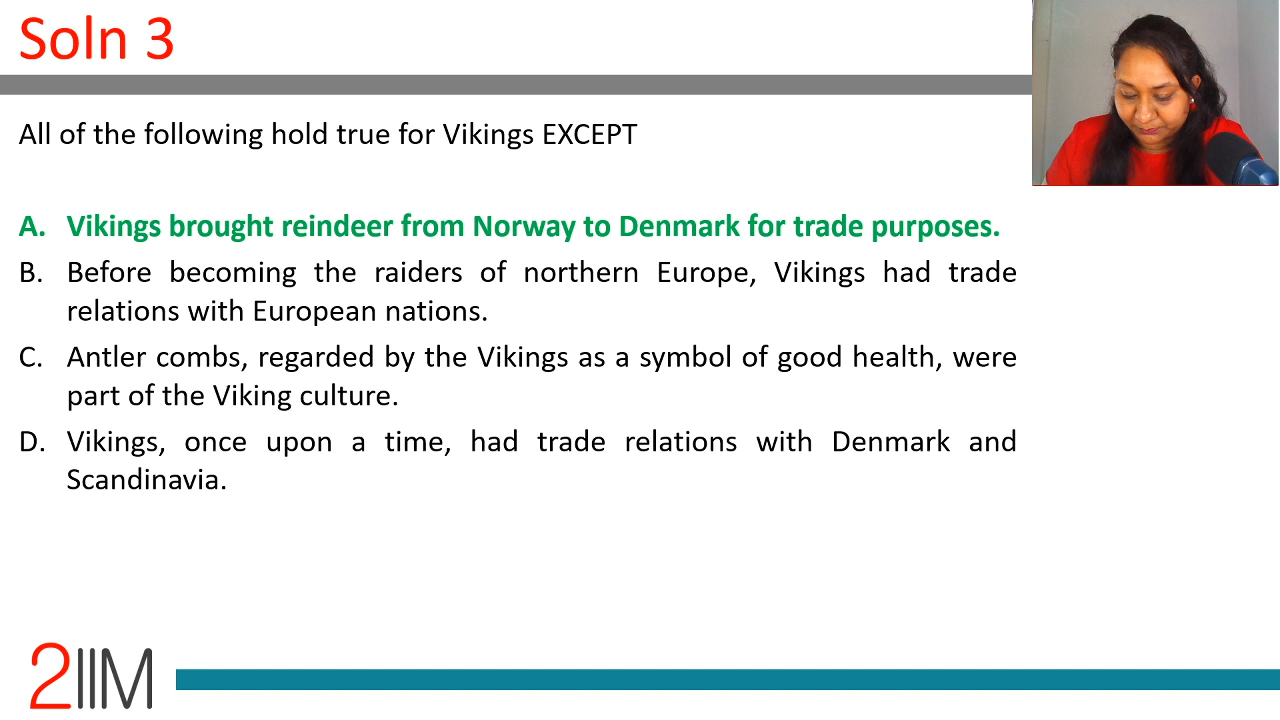 Soln 3
All of the following hold true for Vikings EXCEPT
A. Vikings brought reindeer from Norway to Denmark for trade purposes.
B. Before becoming the raiders of northern Europe, Vikings had trade
relations with European nations.
C. Antler combs, regarded by the Vikings as a symbol of good health, were
part of the Viking culture.
D. Vikings, once upon a time, had trade relations with Denmark and
Scandinavia.
2IIM